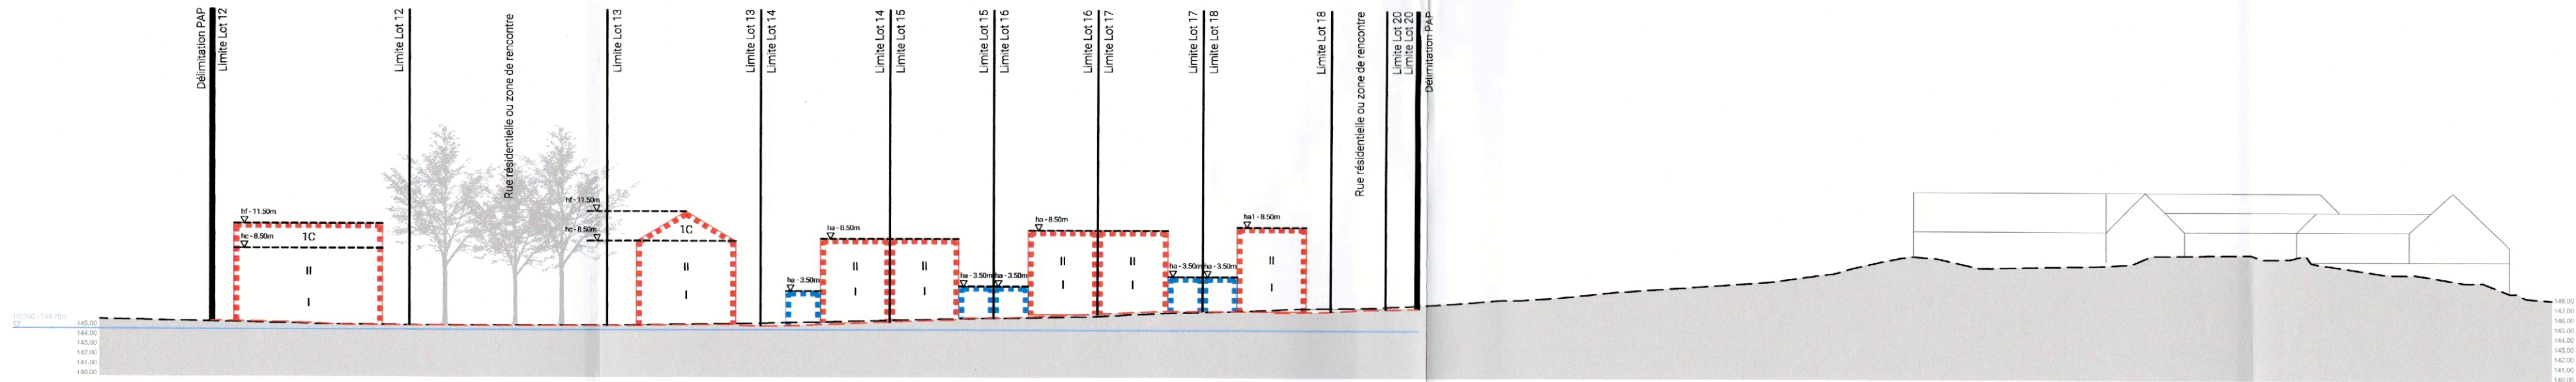 Délimitation PAP
Limite Lot 12
Limite Lot 12
Rue résidentielle ou zone de rencontre
Limite Lot 13
Limite Lot 13
Limite Lot 14
Limite Lot 14
Limite Lot 15
Limite Lot 15
Limite Lot 16
Limite Lot 16
Limite Lot 17
Limite Lot 17
Limite Lot 18
Limite Lot 18
Rue résidentielle ou zone de rencontre
Limite Lot 20
Limite Lot 20
Délimitation PAP
hf - 11.50m
hc - 8.50m
1C
II
I
hf - 11.50m
hc - 8.50m
1C
II
I
ha - 3.50m
ha - 8.50m
II
I
II
I
ha - 3.50m
ha - 3.50m
ha - 8.50m
II
I
II
I
ha - 3.50m
ha - 3.50m
ha1 - 8.50m
II
I
145.00
144.00
143.00
142.00
141.00
140.00
148.00
147.00
146.00
145.00
144.00
143.00
142.00
141.00
140.00